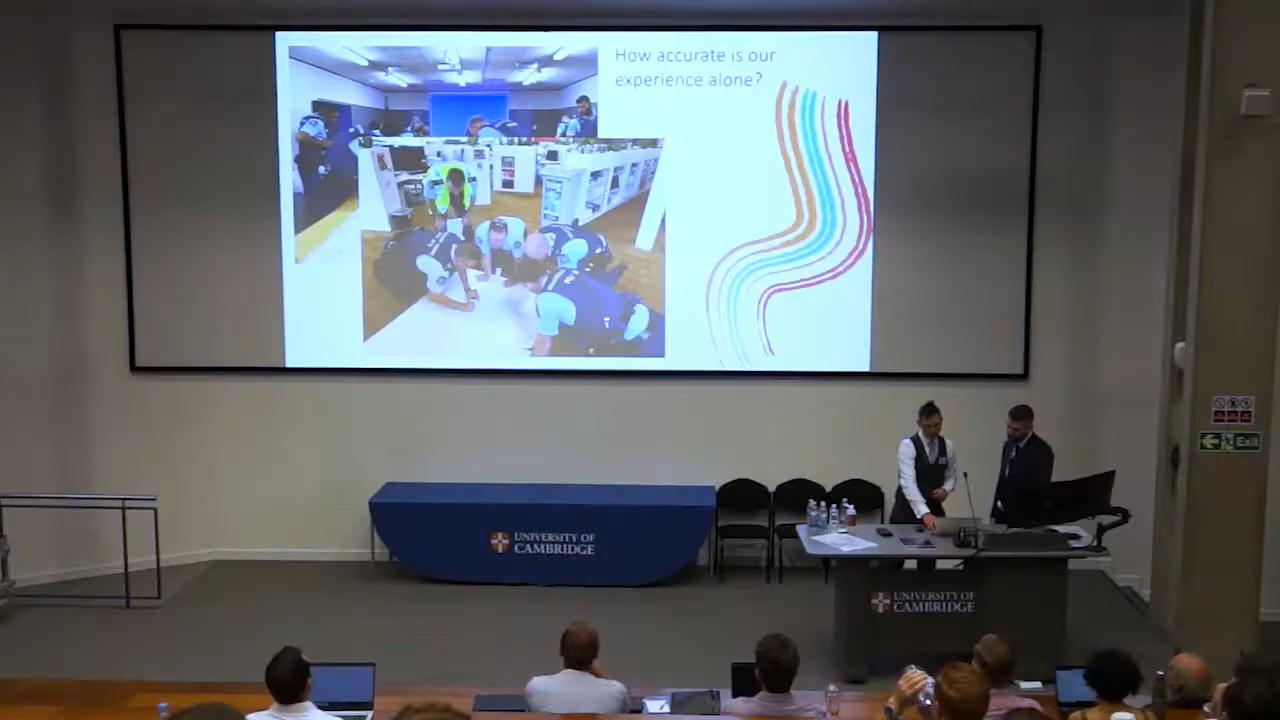 How accurate is our
experience alone?
UNIVERSITY OF
CAMBRIDGE
UNIVERSITY OF
CAMBRIDGE
Exit